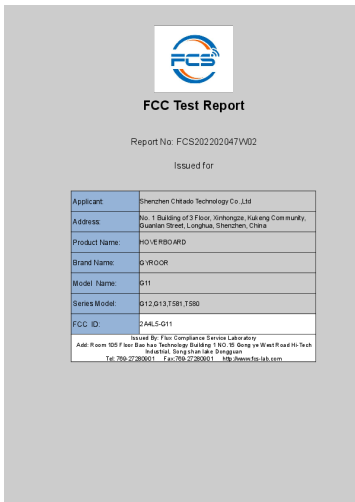 FCS
FCC Test Report
Report No: FCS202202047W02
Issued for
Applicant: Shenzhen Chitado Technology Co.,Ltd
Address: No. 1 Building of 3 Floor, Xinhongze, Kukeng Community,
Guanlan Street, Longhua, Shenzhen, China
Product Name: HOVERBOARD
Brand Name: GYROOR
Model Name: G11
Series Model: G12,G13,T581,T580
FCC ID: 2A4L5-G11
Issued By: Flux Compliance Service Laboratory
Add: Room 105 Floor Bao hao Technology Building 1 NO.15 Gong ye West Road Hi-Tech
Industrial, Song shan lake Dongguan
Tel: 769-27280901 Fax:769-27280901 http://www.fcs-lab.com